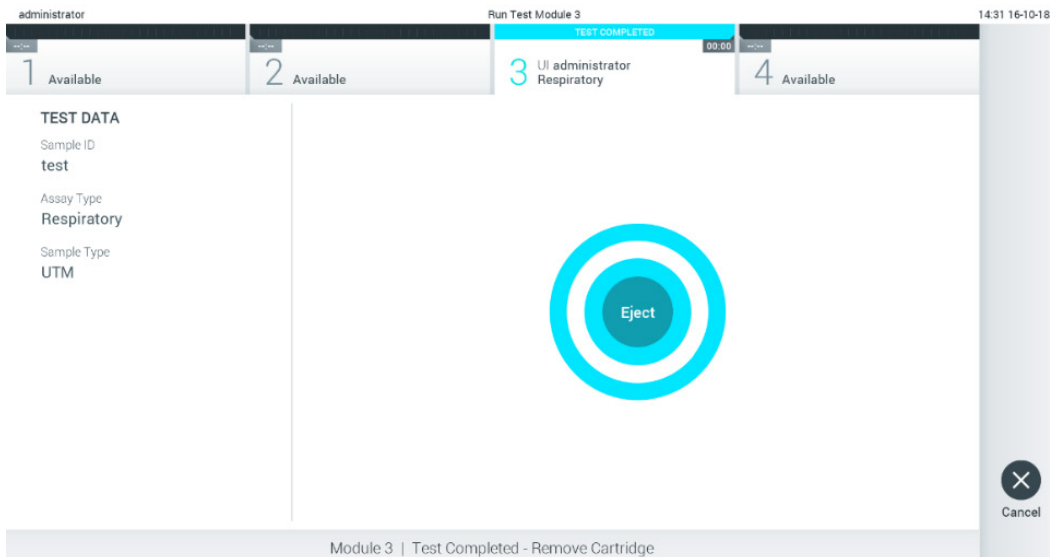 administrator
Run Test Module 3
14:31 16-10-18
TEST COMPLETED
--:--
--:--
00:00
--:--
1 Available
2 Available
3 UI administrator
Respiratory
4 Available
TEST DATA
Sample ID
test
Assay Type
Respiratory
Sample Type
UTM
Eject
Cancel
Module 3 | Test Completed - Remove Cartridge